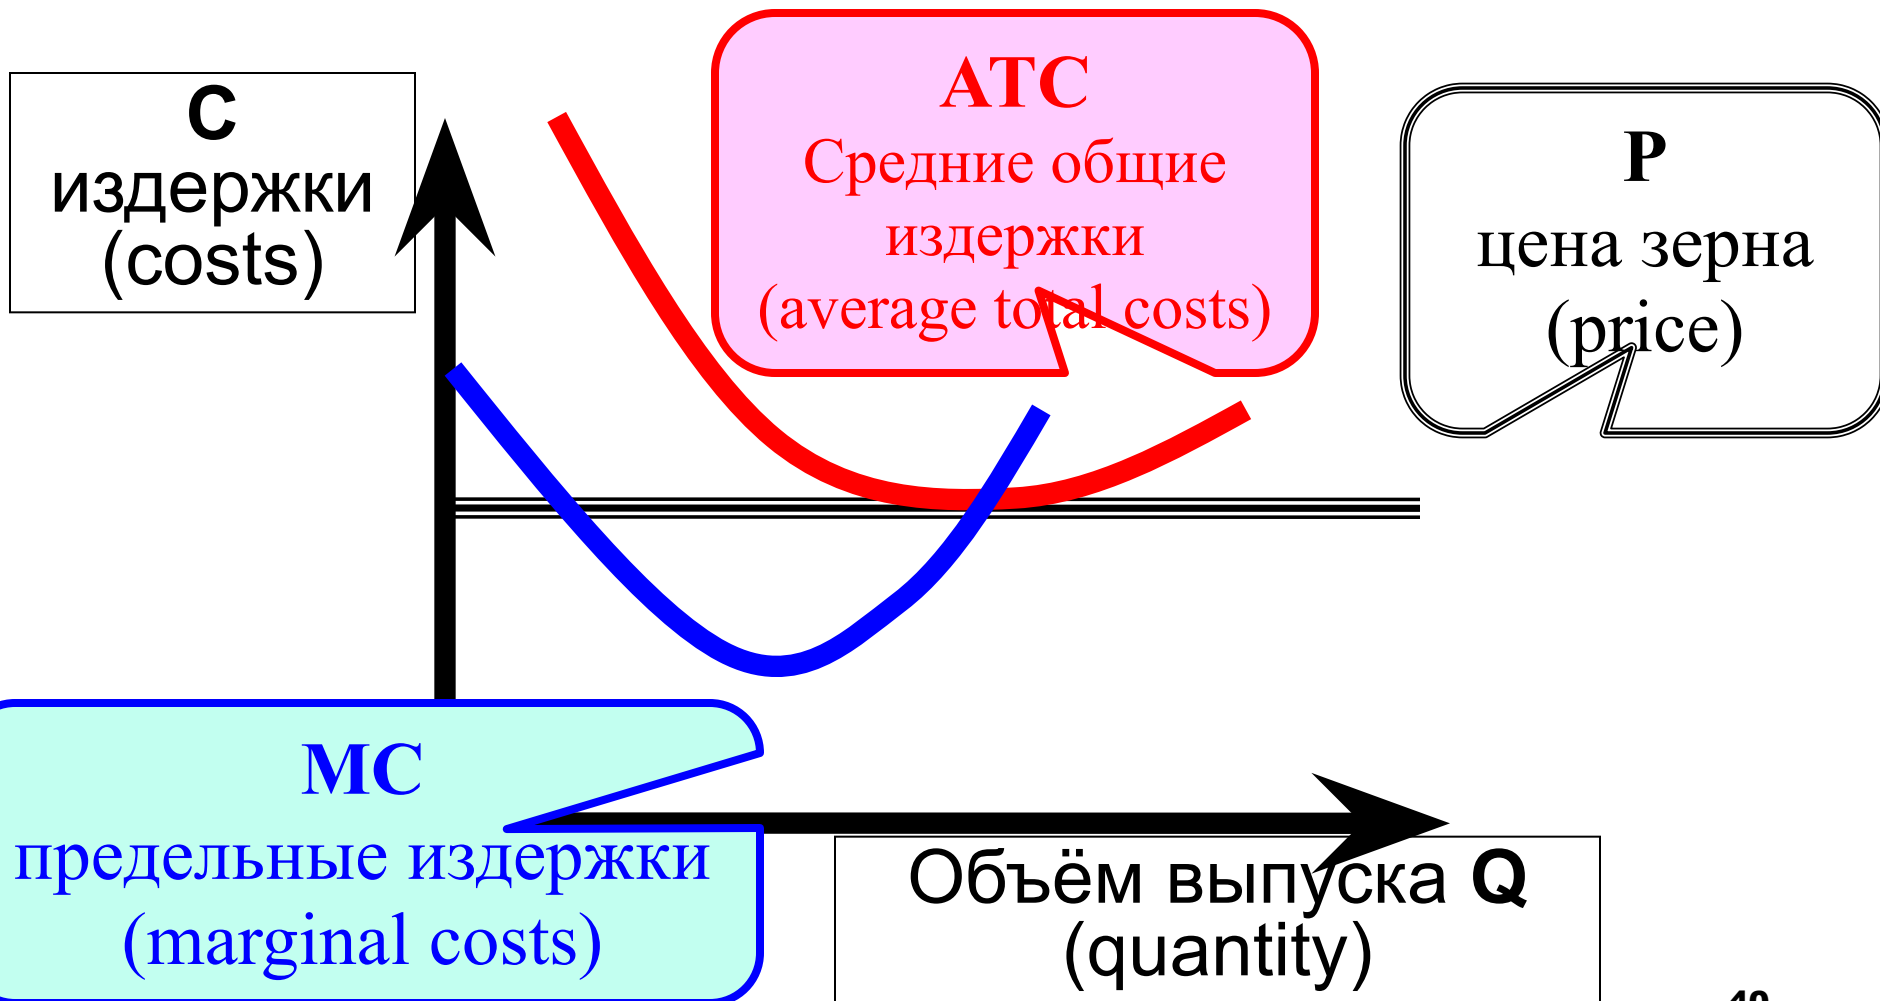 C
издержки
(costs)
ATC
Средние общие
издержки
(average total costs)
P
цена зерна
(price)
MC
предельные издержки
(marginal costs)
Объём выпуска Q
(quantity)